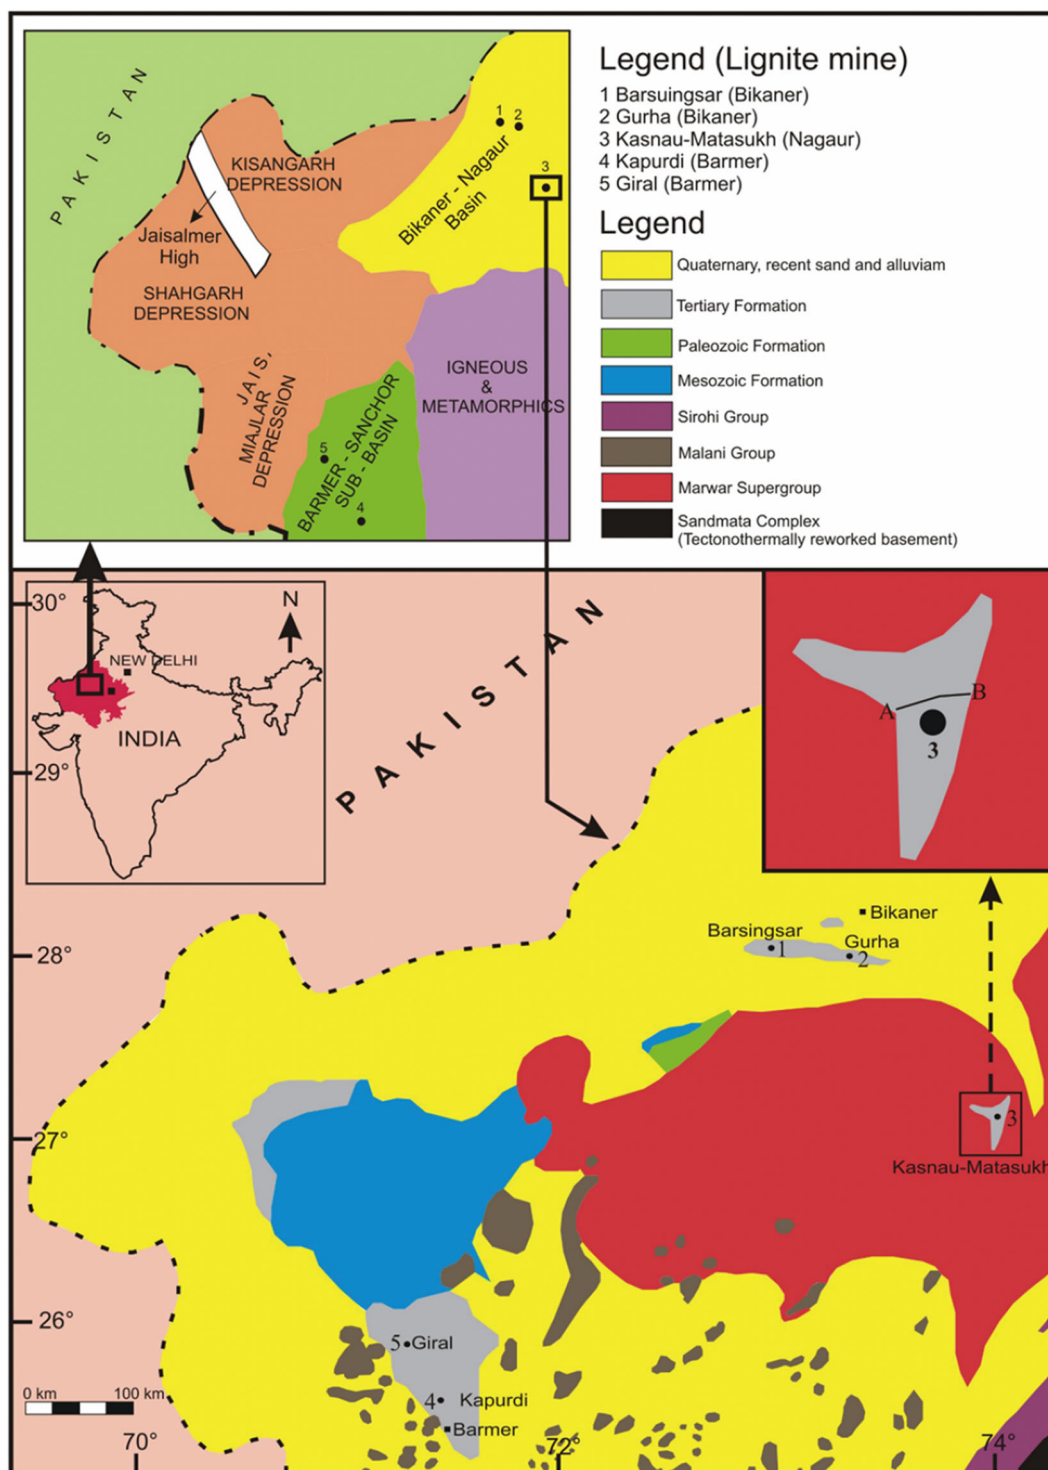 PAKISTAN
KISANGARH
DEPRESSION
Jaisalmer
High
SHAHGARH
DEPRESSION
JAIS,
MIAJLAR
DEPRESSION
Bikaner - Nagaur
Basin
1
2
3
IGNEOUS
&
METAMORPHICS
BARMER - SANCHOR
SUB - BASIN
5
4
Legend (Lignite mine)
1 Barsuingsar (Bikaner)
2 Gurha (Bikaner)
3 Kasnau-Matasukh (Nagaur)
4 Kapurdi (Barmer)
5 Giral (Barmer)
Legend
Quaternary, recent sand and alluviam
Tertiary Formation
Paleozoic Formation
Mesozoic Formation
Sirohi Group
Malani Group
Marwar Supergroup
Sandmata Complex
(Tectonothermally reworked basement)
30°
29°
28°
27°
26°
N
NEW DELHI
INDIA
PAKISTAN
A
B
3
Bikaner
Barsingsar
1
Gurha
2
3
Kasnau-Matasukh
5 Giral
4 Kapurdi
Barmer
0 km 100 km
70°
72°
74°